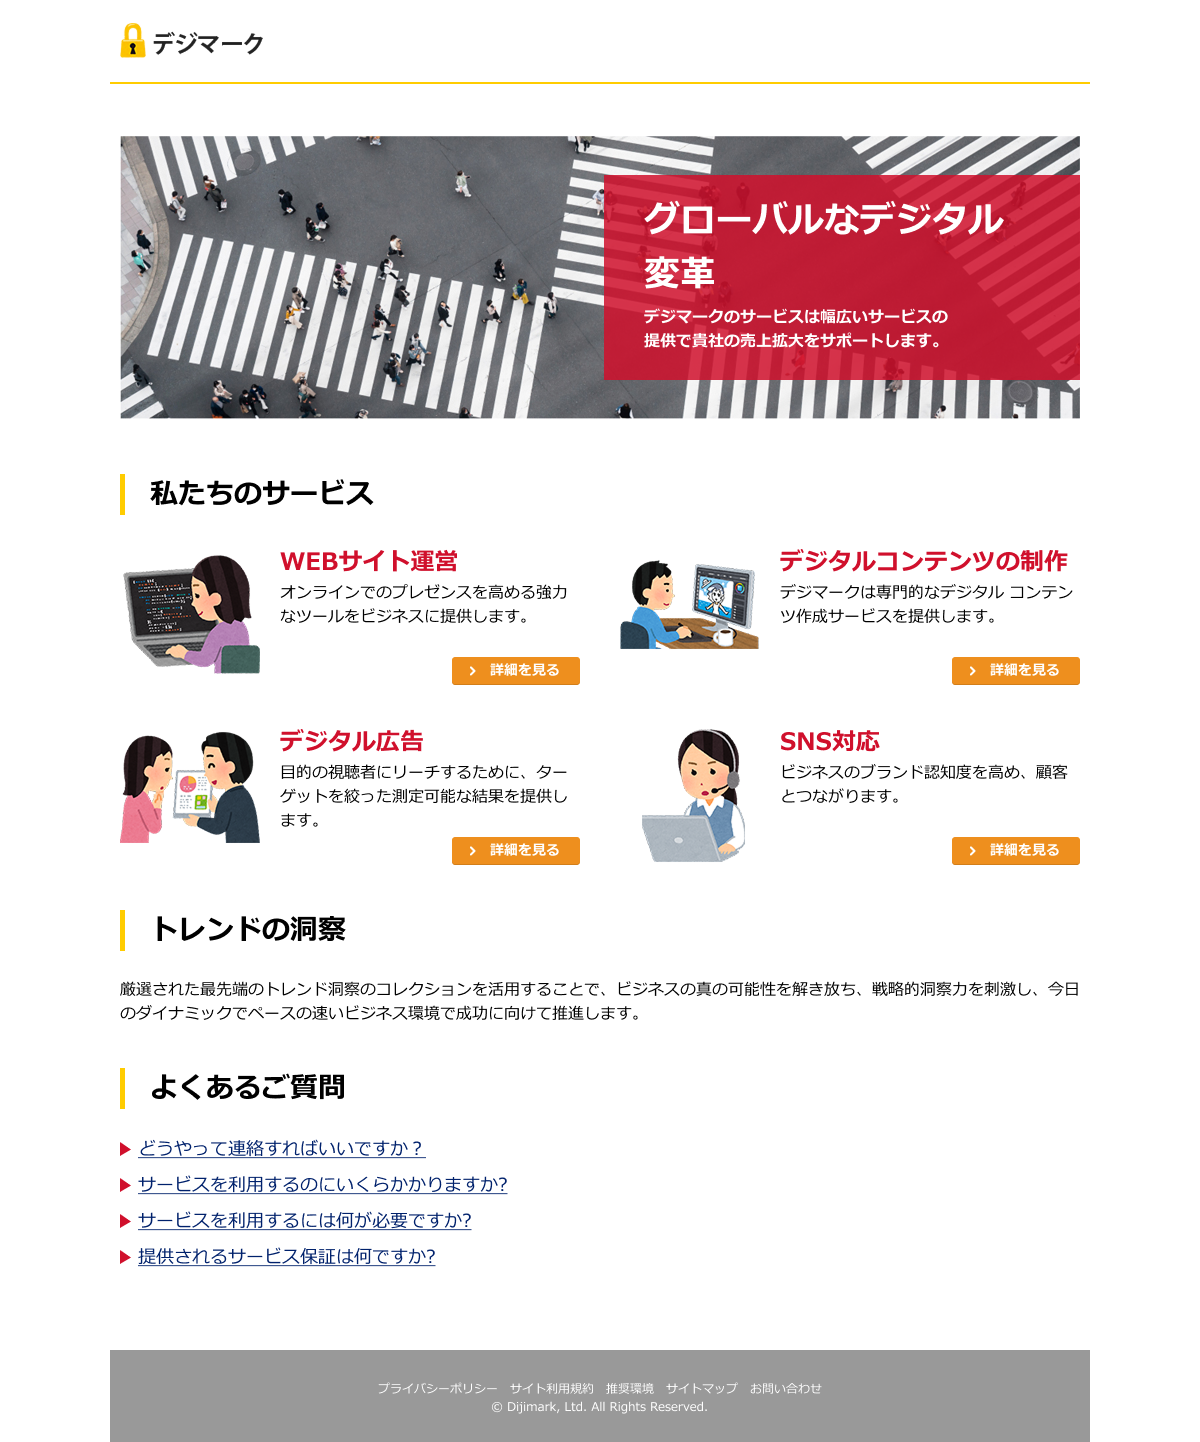 デジマーク
グローバルなデジタル
変革
デジマークのサービスは幅広いサービスの
提供で貴社の売上拡大をサポートします。
私たちのサービス
WEBサイト運営
オンラインでのプレゼンスを高める強力
なツールをビジネスに提供します。
詳細を見る
デジタルコンテンツの制作
デジマークは専門的なデジタル コンテン
ツ作成サービスを提供します。
詳細を見る
デジタル広告
目的の視聴者にリーチするために、ター
ゲットを絞った測定可能な結果を提供し
ます。
詳細を見る
SNS対応
ビジネスのブランド認知度を高め、顧客
とつながります。
詳細を見る
トレンドの洞察
厳選された最先端のトレンド洞察のコレクションを活用することで、ビジネスの真の可能性を解き放ち、戦略的洞察力を刺激し、今日
のダイナミックでペースの速いビジネス環境で成功に向けて推進します。
よくあるご質問
どうやって連絡すればいいですか？
サービスを利用するのにいくらかかりますか?
サービスを利用するには何が必要ですか?
提供されるサービス保証は何ですか?
プライバシーポリシー　サイト利用規約　推奨環境　サイトマップ　お問い合わせ
© Dijimark, Ltd. All Rights Reserved.